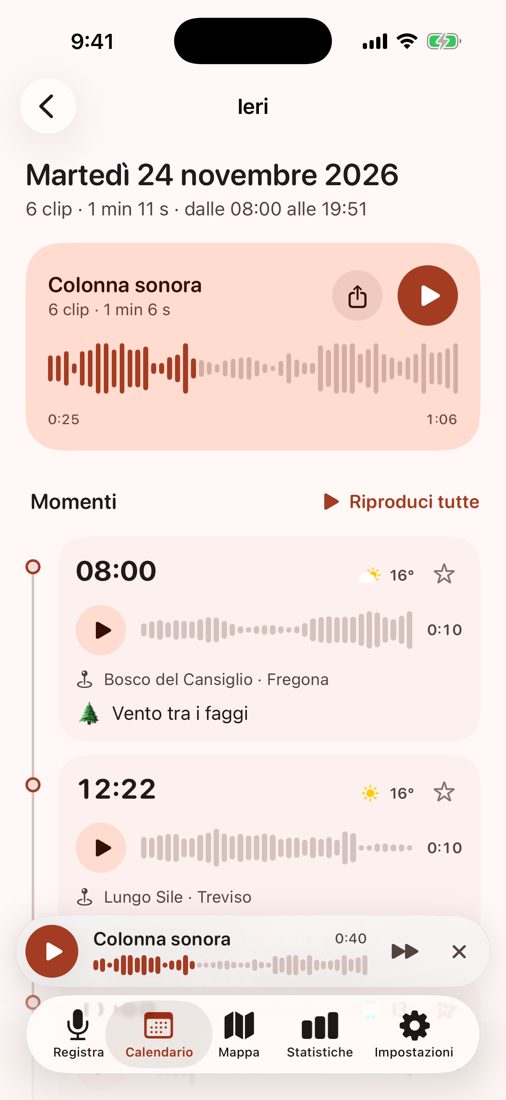 9:41
Ieri
Martedì 24 novembre 2026
6 clip · 1 min 11 s · dalle 08:00 alle 19:51
Colonna sonora
6 clip · 1 min 6 s
0:25
1:06
Momenti
Riproduci tutte
08:00
16°
0:10
Bosco del Cansiglio · Fregona
Vento tra i faggi
12:22
16°
0:10
Lungo Sile · Treviso
Colonna sonora
0:40
Registra
Calendario
Mappa
Statistiche
Impostazioni